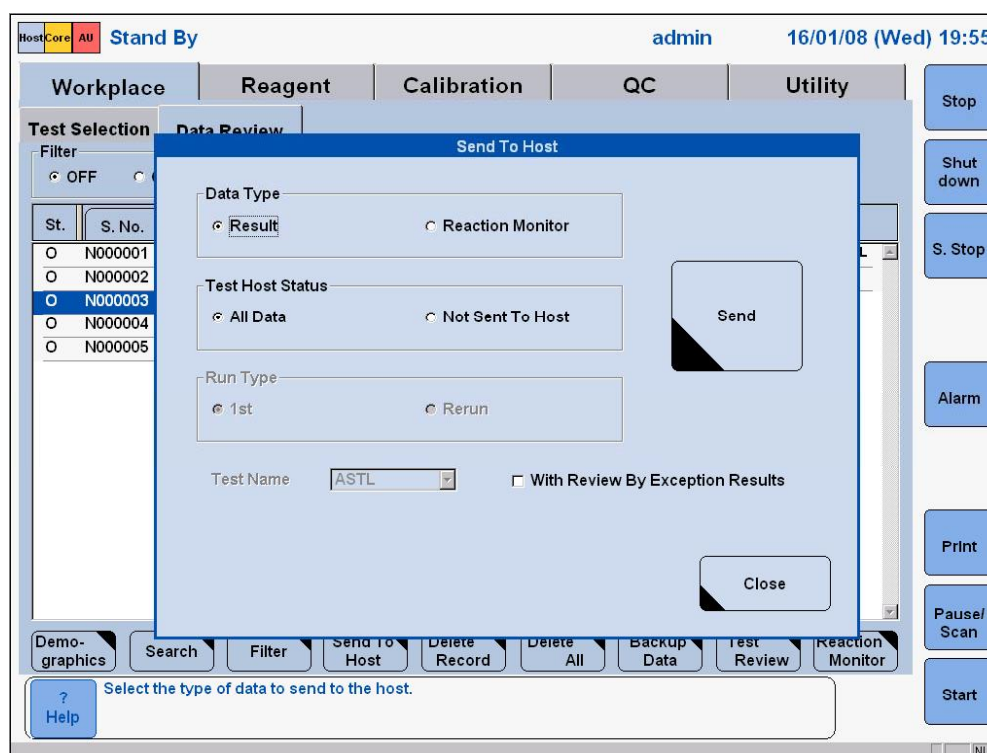 Host Core AU Stand By admin 16/01/08 (Wed) 19:55
Workplace Reagent Calibration QC Utility
Test Selection Data Review
Send To Host
Filter
OFF
Data Type
Result Reaction Monitor
St. S. No.
O N000001
O N000002
O N000003
O N000004
O N000005
Test Host Status
All Data Not Sent To Host
Send
Run Type
1st Rerun
Test Name ASTL With Review By Exception Results
Close
Demo-
graphics
Search
Filter
Send To
Host
Delete
Record
Delete
All
Backup
Data
Test
Review
Reaction
Monitor
?
Help
Select the type of data to send to the host.
Stop
Shut
down
S. Stop
Alarm
Print
Pause/
Scan
Start